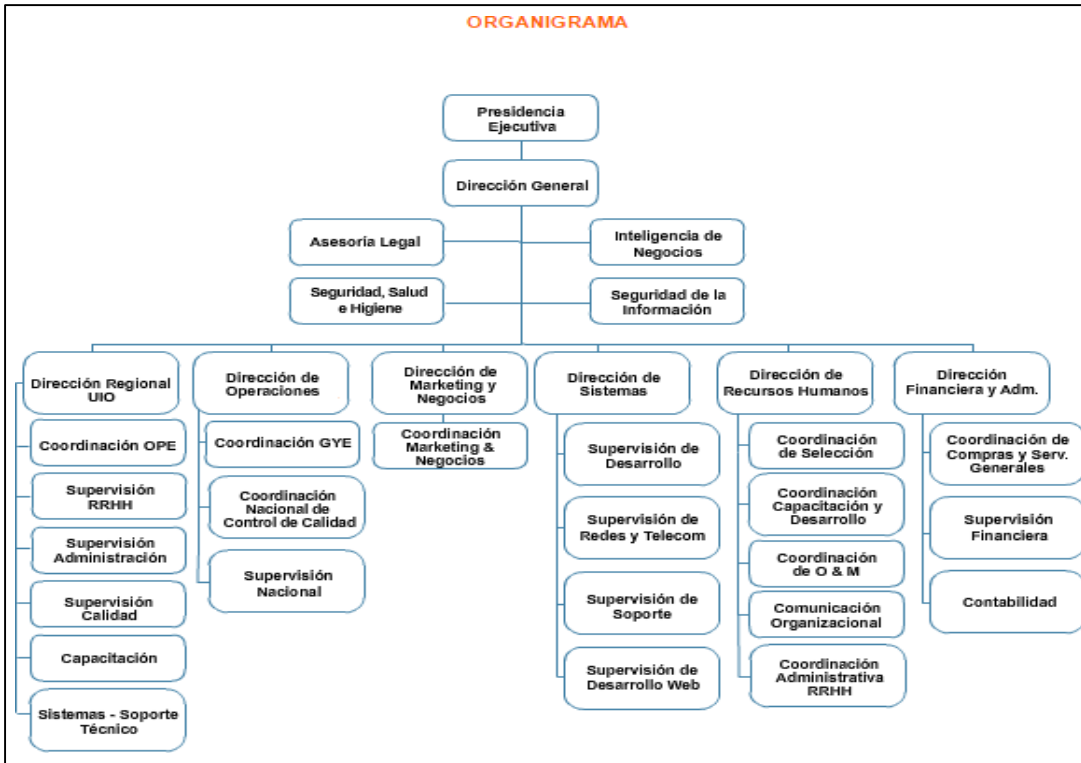 ORGANIGRAMA
Presidencia
Ejecutiva
Dirección General
Asesoría Legal
Inteligencia de
Negocios
Seguridad, Salud
e Higiene
Seguridad de la
Información
Dirección Regional
UIO
Coordinación OPE
Supervisión
RRHH
Supervisión
Administración
Supervisión
Calidad
Capacitación
Sistemas - Soporte
Técnico
Dirección de
Operaciones
Coordinación GYE
Coordinación
Nacional de
Control de Calidad
Supervisión
Nacional
Dirección de
Marketing y
Negocios
Coordinación
Marketing &
Negocios
Dirección de
Sistemas
Supervisión
de Desarrollo
Supervisión de
Redes y Telecom
Supervisión de
Soporte
Supervisión de
Desarrollo Web
Dirección de
Recursos Humanos
Coordinación
de Selección
Coordinación
Capacitación y
Desarrollo
Coordinación
de O & M
Comunicación
Organizacional
Coordinación
Administrativa
RRHH
Dirección
Financiera y Adm.
Coordinación de
Compras y Serv.
Generales
Supervisión
Financiera
Contabilidad